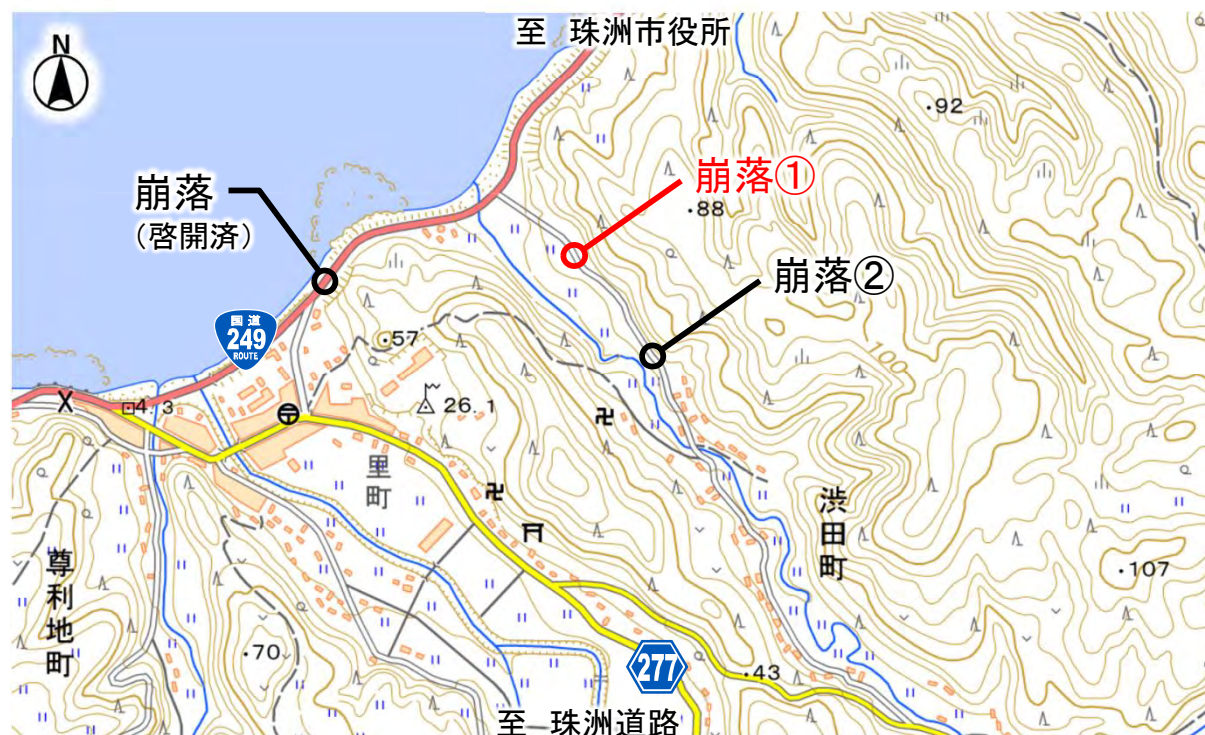 至 珠洲市役所
N
・92
崩落
（啓開済）
崩落①
・88
崩落②
国道
249
ROUTE
・57
100
4.3
26.1
里町
渋田町
尊利地町
・107
・70
277
・43
至 珠洲道路